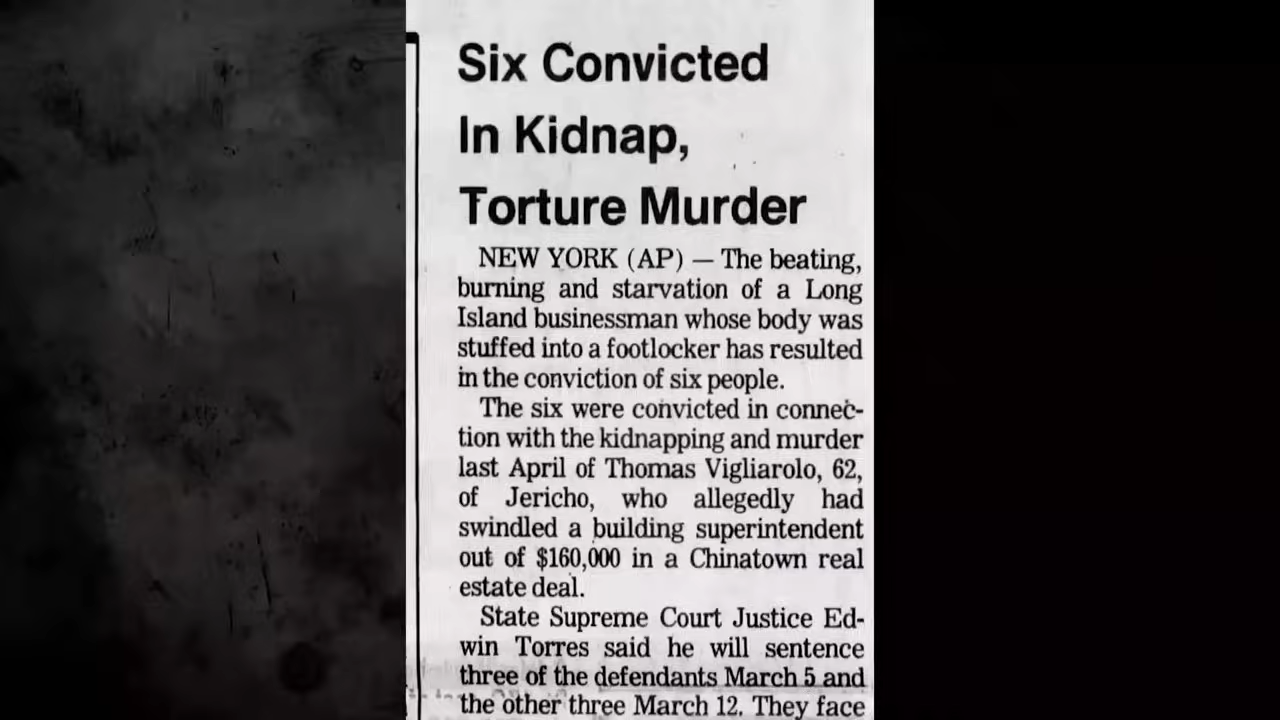 Six Convicted
In Kidnap,
Torture Murder
NEW YORK (AP) — The beating,
burning and starvation of a Long
Island businessman whose body was
stuffed into a footlocker has resulted
in the conviction of six people.
The six were convicted in connec-
tion with the kidnapping and murder
last April of Thomas Vigliarolo, 62,
of Jericho, who allegedly had
swindled a building superintendent
out of $160,000 in a Chinatown real
estate deal.
State Supreme Court Justice Ed-
win Torres said he will sentence
three of the defendants March 5 and
the other three March 12. They face